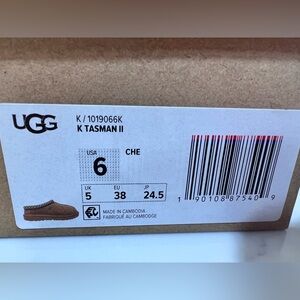 UGG
K / 1019066K
K TASMAN II
USA
6
CHE
UK EU JP
5 38 24.5
MADE IN CAMBODIA
FABRIQUÉ AU CAMBODGE
1 90108 87540 9